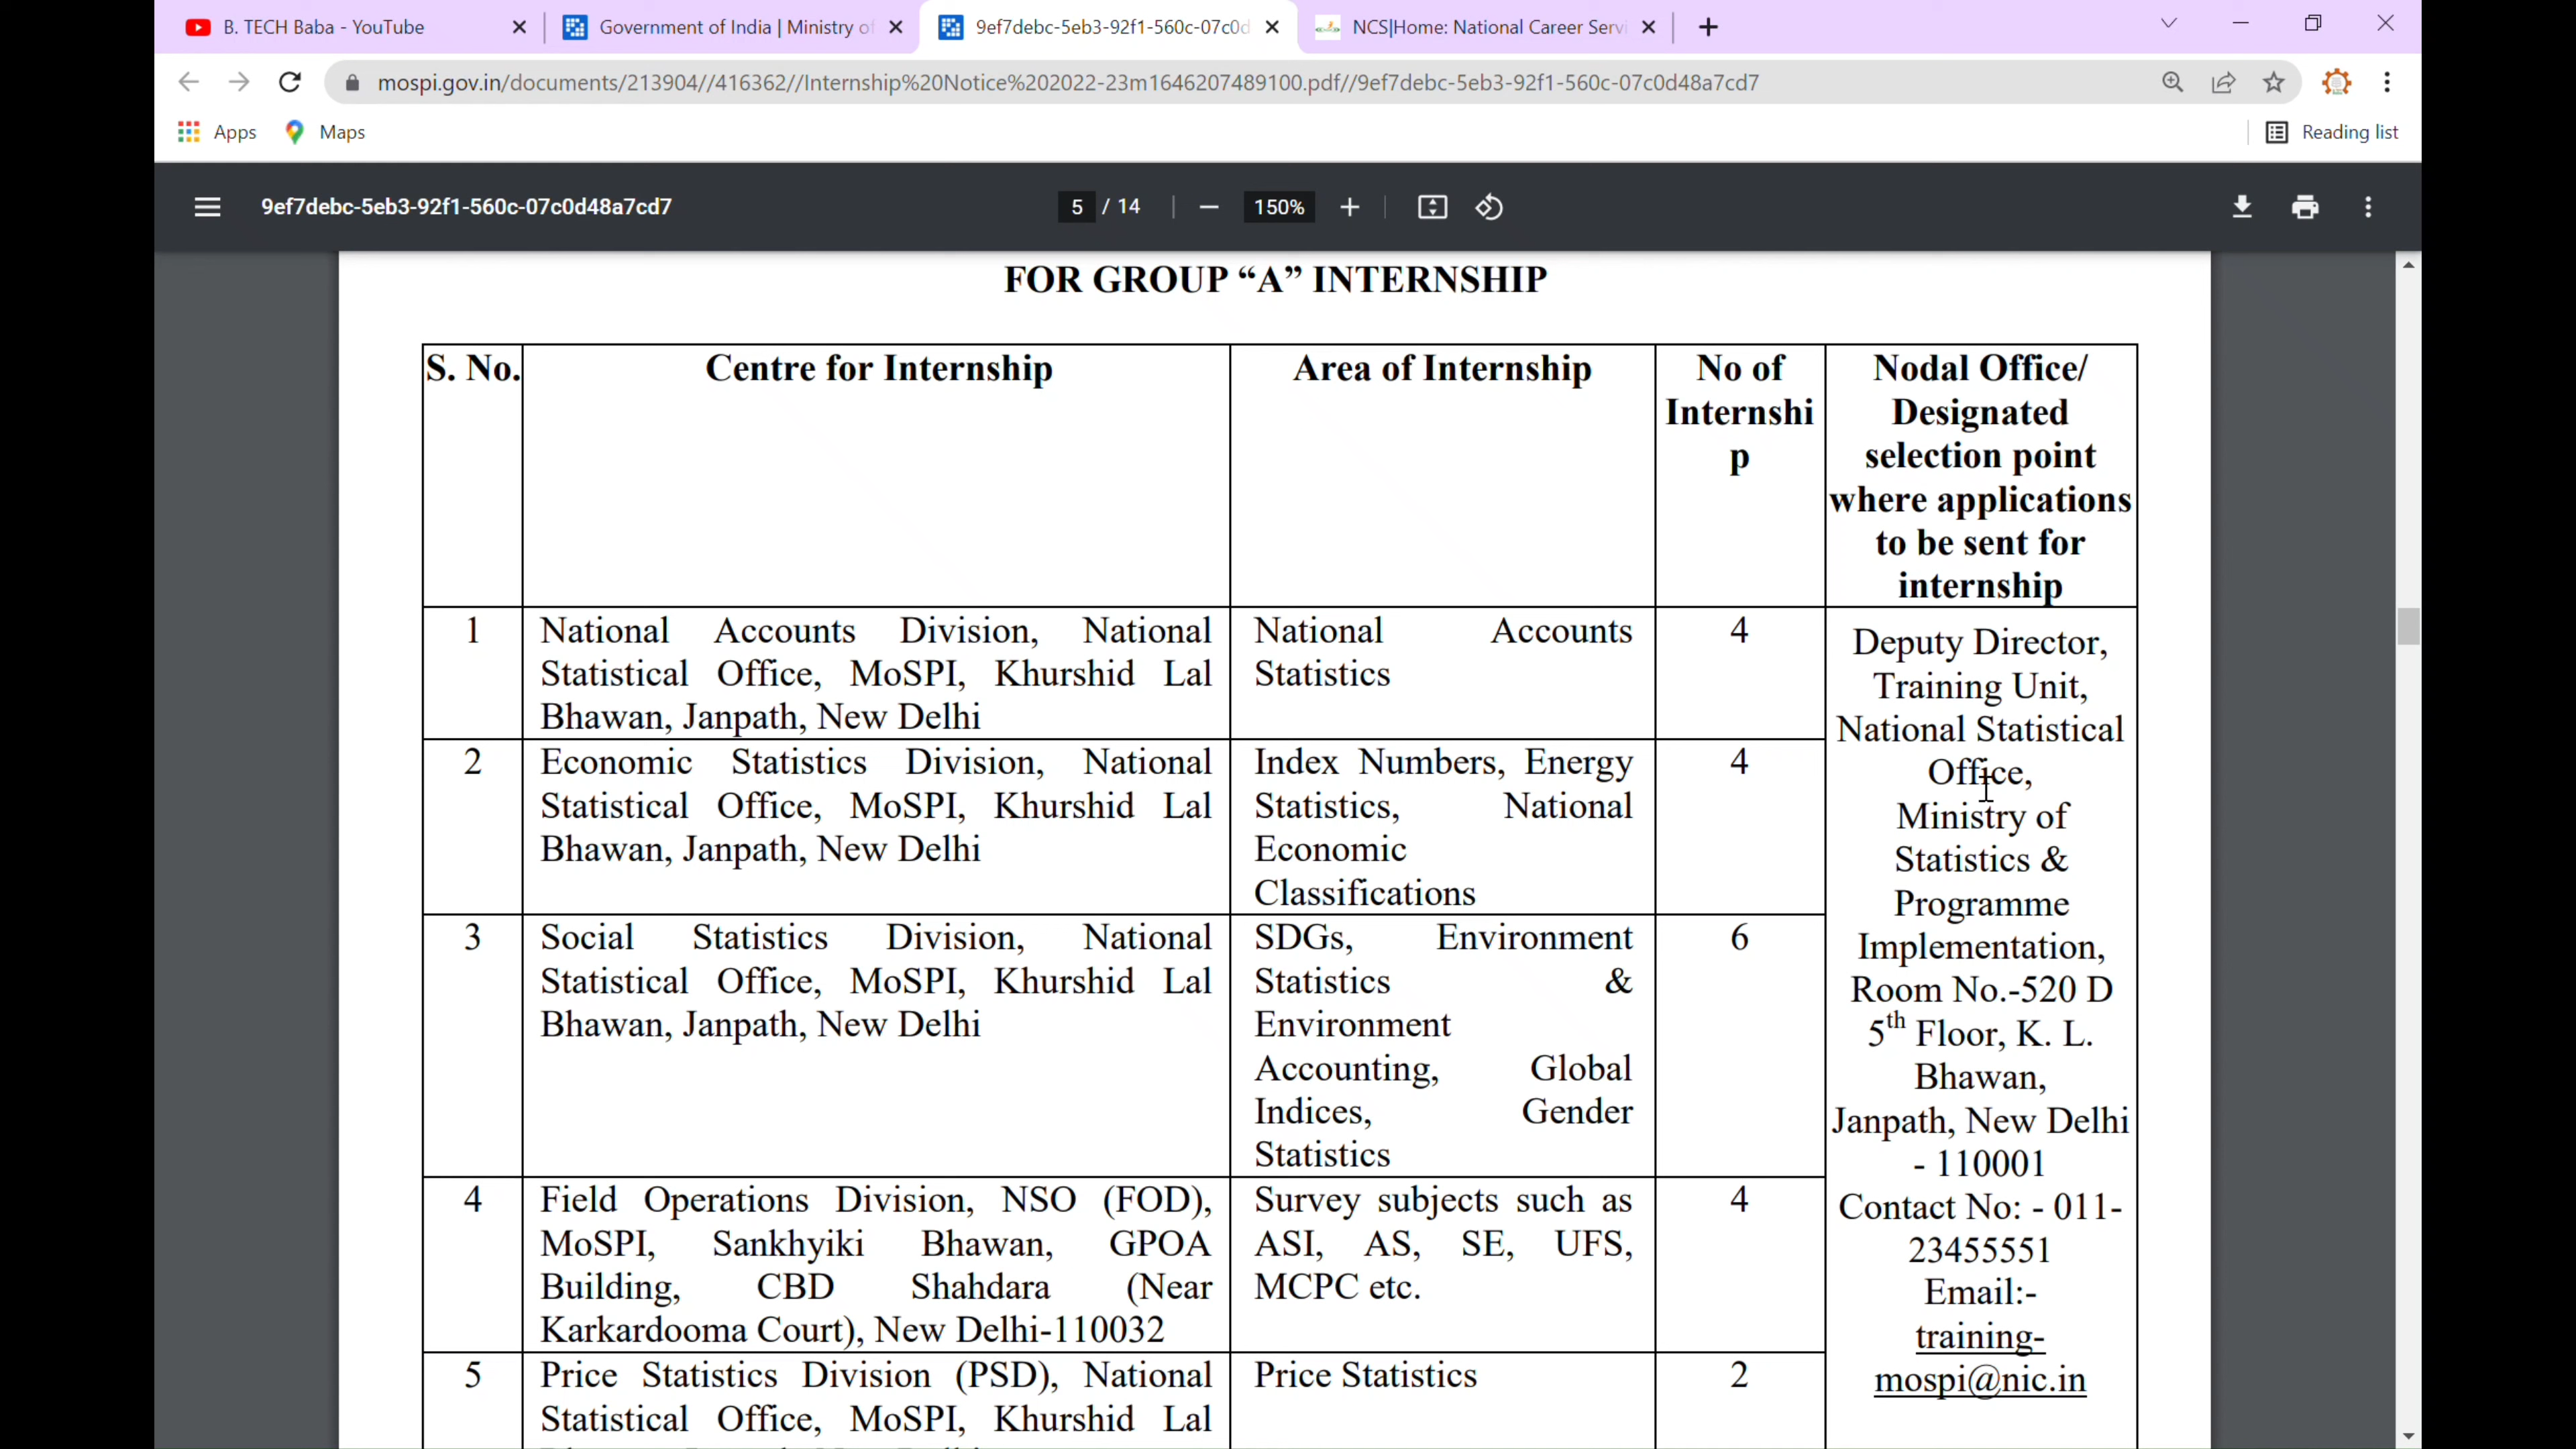 B. TECH Baba - YouTube
Government of India | Ministry of
9ef7debc-5eb3-92f1-560c-07c0d
NCS|Home: National Career Servi
mospi.gov.in/documents/213904//416362//Internship%20Notice%202022-23m1646207489100.pdf//9ef7debc-5eb3-92f1-560c-07c0d48a7cd7
Apps
Maps
Reading list
9ef7debc-5eb3-92f1-560c-07c0d48a7cd7
5 / 14
150%
FOR GROUP “A” INTERNSHIP
S. No.
Centre for Internship
Area of Internship
No of
Internshi
p
Nodal Office/
Designated
selection point
where applications
to be sent for
internship
1
National Accounts Division, National
Statistical Office, MoSPI, Khurshid Lal
Bhawan, Janpath, New Delhi
National Accounts
Statistics
4
2
Economic Statistics Division, National
Statistical Office, MoSPI, Khurshid Lal
Bhawan, Janpath, New Delhi
Index Numbers, Energy
Statistics, National
Economic
Classifications
4
3
Social Statistics Division, National
Statistical Office, MoSPI, Khurshid Lal
Bhawan, Janpath, New Delhi
SDGs, Environment
Statistics &
Environment
Accounting, Global
Indices, Gender
Statistics
6
4
Field Operations Division, NSO (FOD),
MoSPI, Sankhyiki Bhawan, GPOA
Building, CBD Shahdara (Near
Karkardooma Court), New Delhi-110032
Survey subjects such as
ASI, AS, SE, UFS,
MCPC etc.
4
5
Price Statistics Division (PSD), National
Statistical Office, MoSPI, Khurshid Lal
Price Statistics
2
Deputy Director,
Training Unit,
National Statistical
Office,
Ministry of
Statistics &
Programme
Implementation,
Room No.-520 D
5th Floor, K. L.
Bhawan,
Janpath, New Delhi
- 110001
Contact No: - 011-
23455551
Email:-
training-
mospi@nic.in